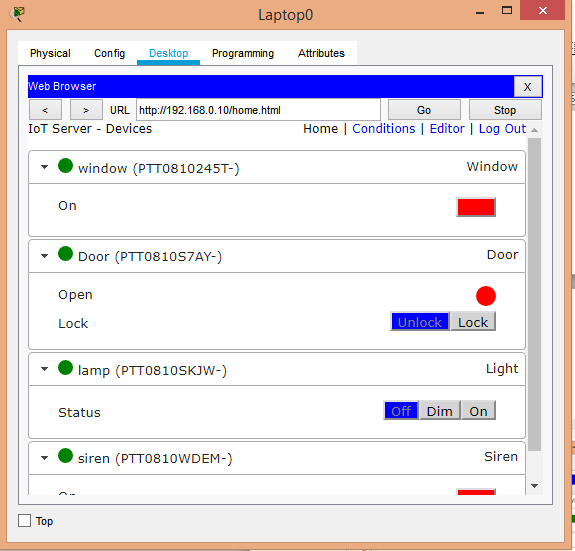 Laptop0
Physical Config Desktop Programming Attributes
Web Browser X
< > URL http://192.168.0.10/home.html Go Stop
IoT Server - Devices Home | Conditions | Editor | Log Out
window (PTT0810245T-) Window
On
Door (PTT0810S7AY-) Door
Open
Lock Unlock Lock
lamp (PTT0810SKJW-) Light
Status Off Dim On
siren (PTT0810WDEM-) Siren
On
Top